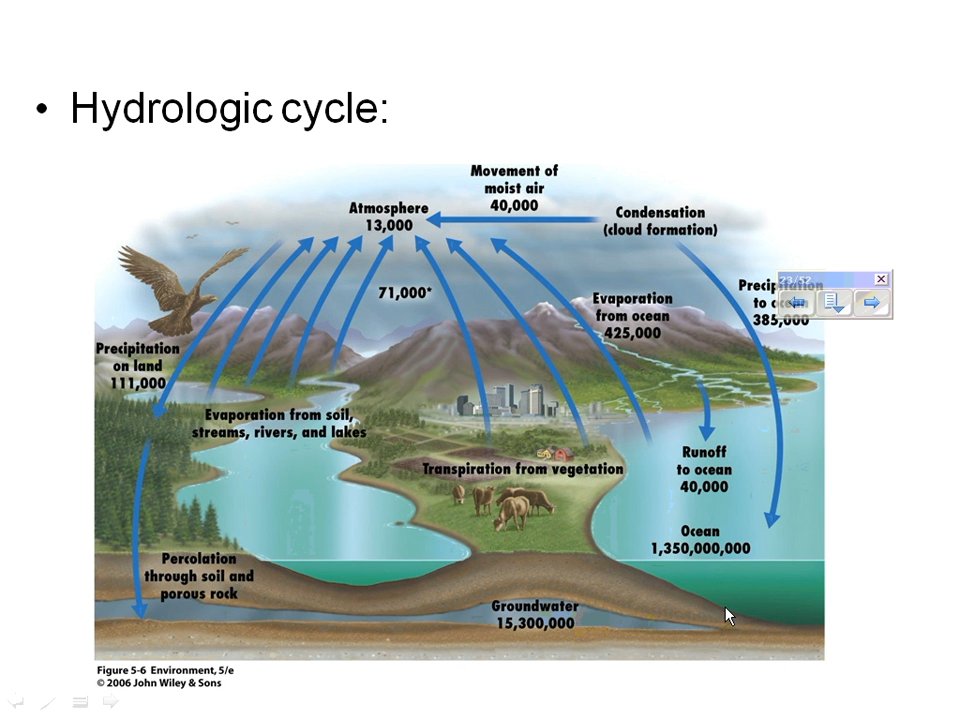 • Hydrologic cycle:
Movement of
moist air
40,000
Atmosphere
13,000
Condensation
(cloud formation)
71,000*
23/52
Evaporation
from ocean
425,000
Precipitation
to ocean
385,000
Precipitation
on land
111,000
Evaporation from soil,
streams, rivers, and lakes
Transpiration from vegetation
Runoff
to ocean
40,000
Ocean
1,350,000,000
Percolation
through soil and
porous rock
Groundwater
15,300,000
Figure 5-6 Environment, 5/e
© 2006 John Wiley & Sons